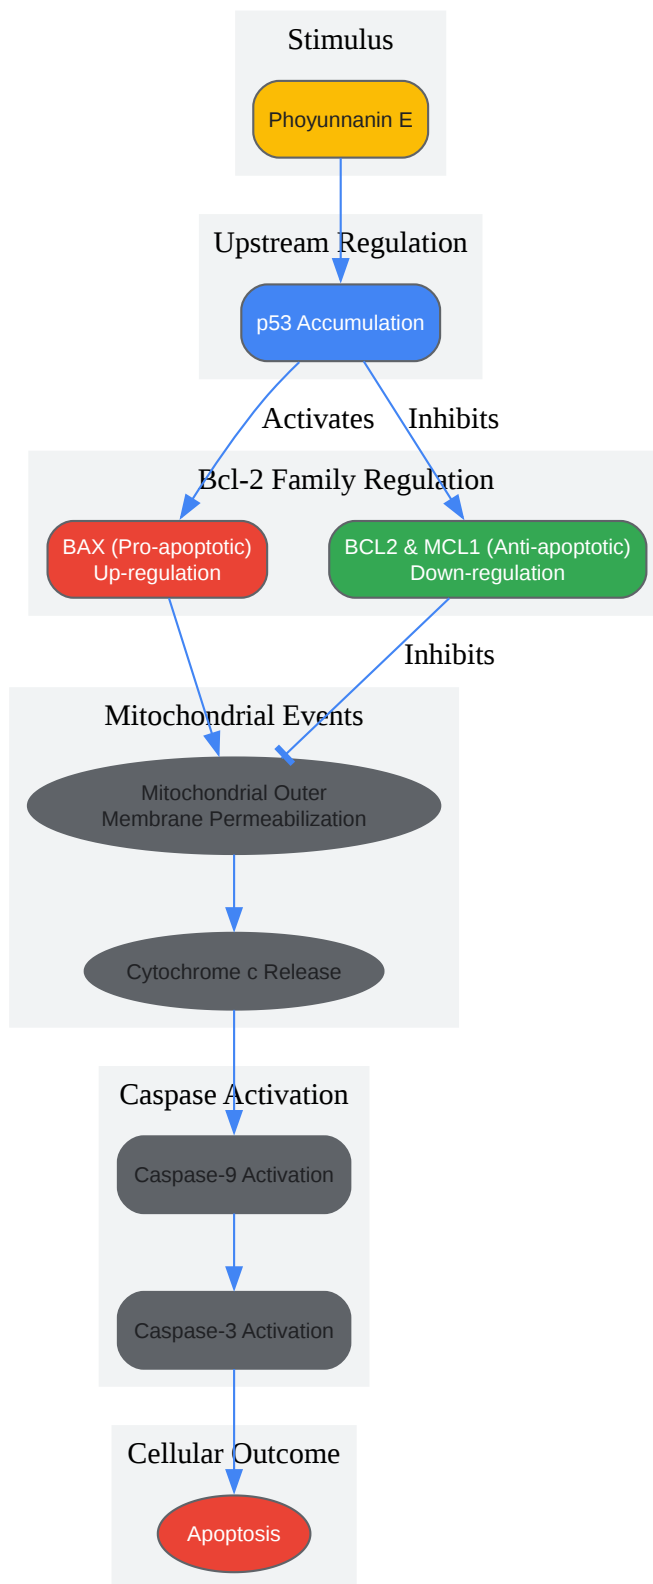 Stimulus
Phoyunnanin E
Upstream Regulation
p53 Accumulation
Activates
Inhibits
Bcl-2 Family Regulation
BAX (Pro-apoptotic)
Up-regulation
BCL2 & MCL1 (Anti-apoptotic)
Down-regulation
Inhibits
Mitochondrial Events
Mitochondrial Outer
Membrane Permeabilization
Cytochrome c Release
Caspase Activation
Caspase-9 Activation
Caspase-3 Activation
Cellular Outcome
Apoptosis